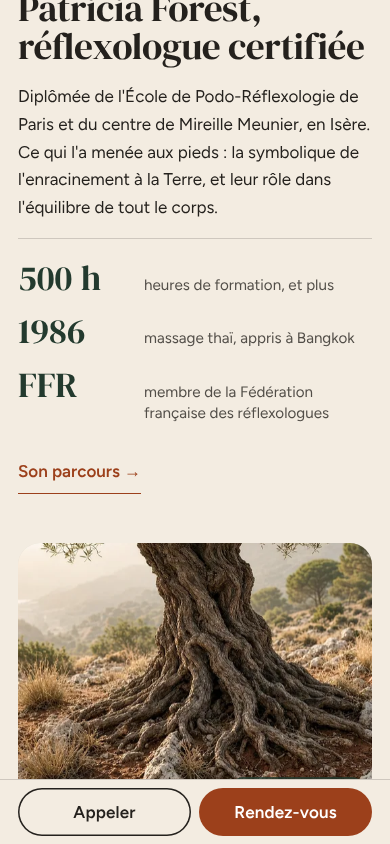 Patricia Forest,
réflexologue certifiée
Diplômée de l'École de Podo-Réflexologie de
Paris et du centre de Mireille Meunier, en Isère.
Ce qui l'a menée aux pieds : la symbolique de
l'enracinement à la Terre, et leur rôle dans
l'équilibre de tout le corps.
500 h heures de formation, et plus
1986 massage thaï, appris à Bangkok
FFR membre de la Fédération
française des réflexologues
Son parcours →
Appeler Rendez-vous